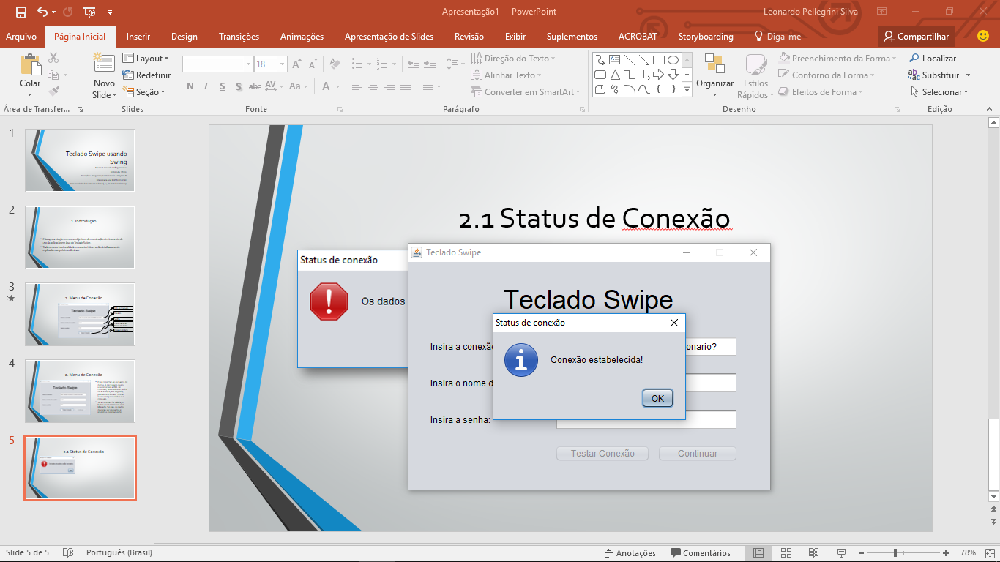 Apresentação1 - PowerPoint
Leonardo Pellegrini Silva
Arquivo
Página Inicial
Inserir
Design
Transições
Animações
Apresentação de Slides
Revisão
Exibir
Suplementos
ACROBAT
Storyboarding
Diga-me
Compartilhar
Colar
Área de Transfer...
Novo
Slide
Layout
Redefinir
Seção
Slides
18
N I S S abc AV Aa A
Fonte
Direção do Texto
Alinhar Texto
Converter em SmartArt
Parágrafo
Organizar
Estilos
Rápidos
Preenchimento da Forma
Contorno da Forma
Efeitos de Forma
Desenho
Localizar
Substituir
Selecionar
Edição
1
Teclado Swipe usando
Swing
2
1. Indrodução
3
2. Menu de Conexão
Teclado Swipe
4
2. Menu de Conexão
Teclado Swipe
5
2.1 Status de Conexão
2.1 Status de Conexão
Status de conexão
Os dados
Teclado Swipe
Teclado Swipe
Insira a conexão
onario?
Insira o nome d
Insira a senha:
Testar Conexão
Continuar
Status de conexão
Conexão estabelecida!
OK
Slide 5 de 5
Português (Brasil)
Anotações
Comentários
78%